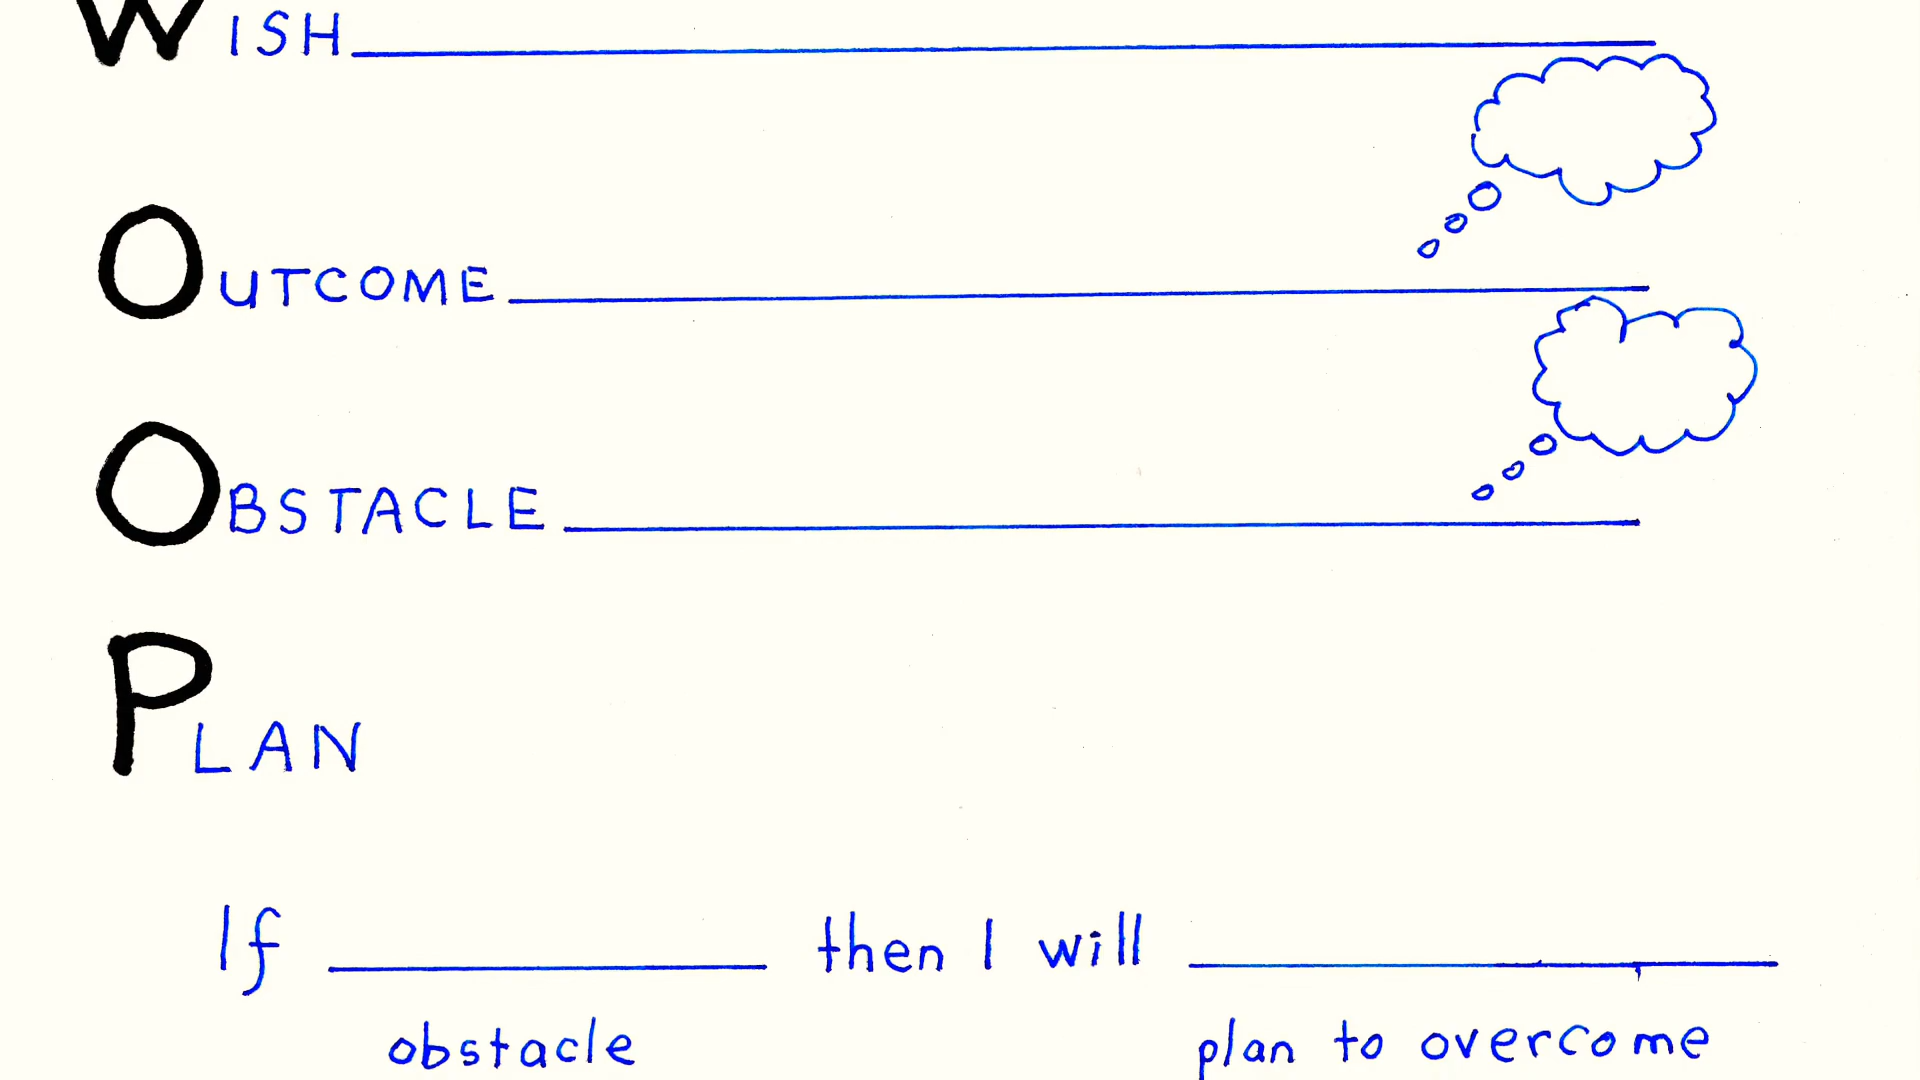 WISH
OUTCOME
OBSTACLE
PLAN
If then I will
obstacle plan to overcome